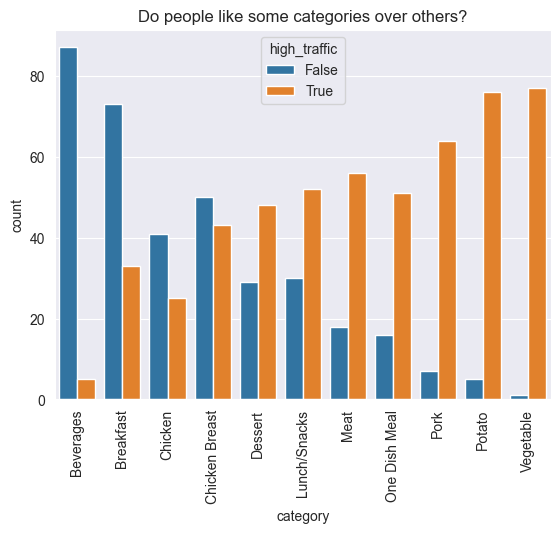 Do people like some categories over others?
high_traffic
False
True
count
80
60
40
20
0
Beverages
Breakfast
Chicken
Chicken Breast
Dessert
Lunch/Snacks
Meat
One Dish Meal
Pork
Potato
Vegetable
category